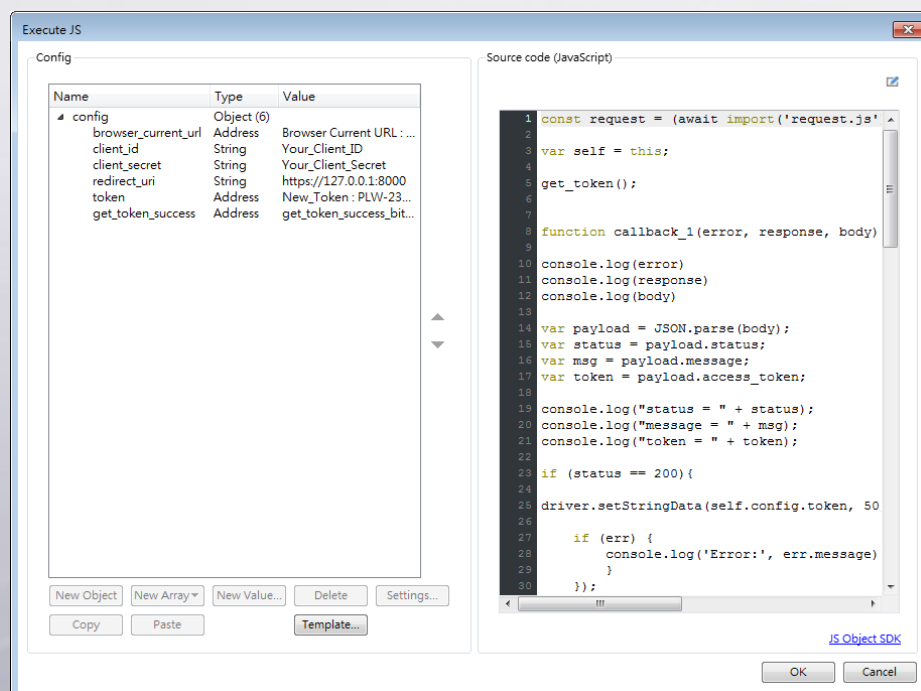 Execute JS
Config
Name Type Value
config Object (6)
browser_current_url Address Browser Current URL : ...
client_id String Your_Client_ID
client_secret String Your_Client_Secret
redirect_uri String https://127.0.0.1:8000
token Address New_Token : PLW-23...
get_token_success Address get_token_success_bit...
New Object New Array New Value... Delete Settings...
Copy Paste Template...
Source code (JavaScript)
1 const request = (await import('request.js'
2
3 var self = this;
4
5 get_token();
6
7
8 function callback_1(error, response, body)
9
10 console.log(error)
11 console.log(response)
12 console.log(body)
13
14 var payload = JSON.parse(body);
15 var status = payload.status;
16 var msg = payload.message;
17 var token = payload.access_token;
18
19 console.log("status = " + status);
20 console.log("message = " + msg);
21 console.log("token = " + token);
22
23 if (status == 200){
24
25 driver.setStringData(self.config.token, 50
26
27 if (err) {
28 console.log('Error:', err.message)
29 }
30 });
JS Object SDK
OK Cancel